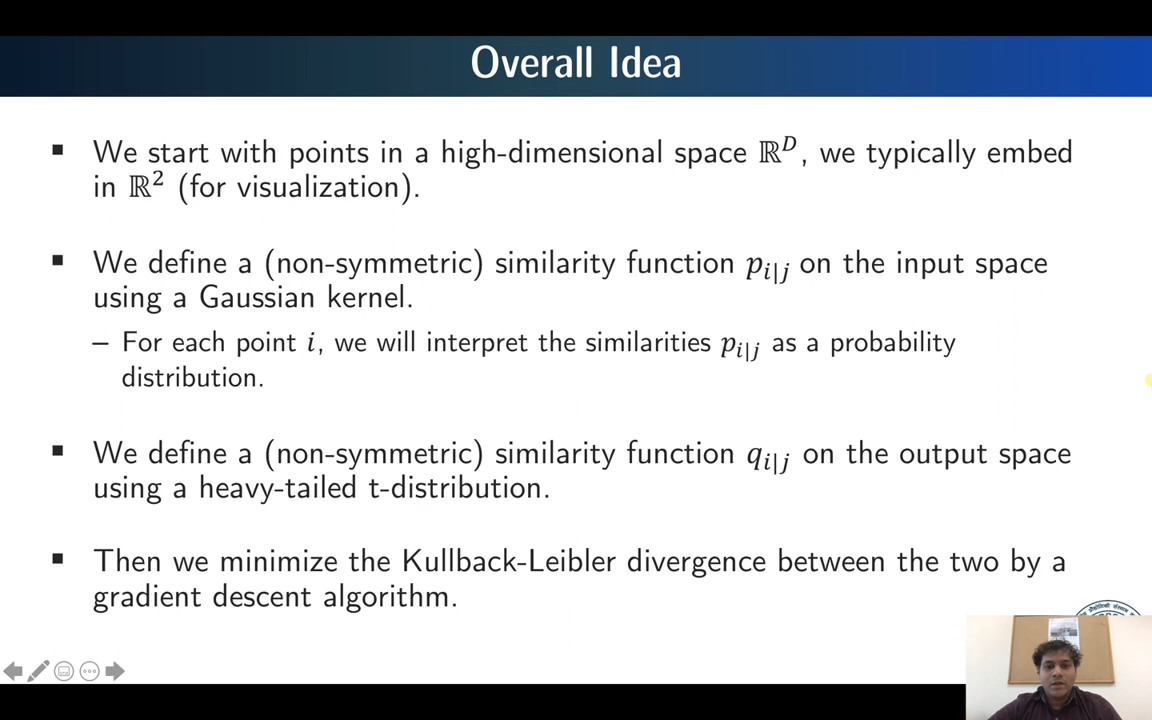 Overall Idea
▪ We start with points in a high-dimensional space ℝ^D, we typically embed
in ℝ² (for visualization).
▪ We define a (non-symmetric) similarity function p_{i|j} on the input space
using a Gaussian kernel.
– For each point i, we will interpret the similarities p_{i|j} as a probability
distribution.
▪ We define a (non-symmetric) similarity function q_{i|j} on the output space
using a heavy-tailed t-distribution.
▪ Then we minimize the Kullback-Leibler divergence between the two by a
gradient descent algorithm.